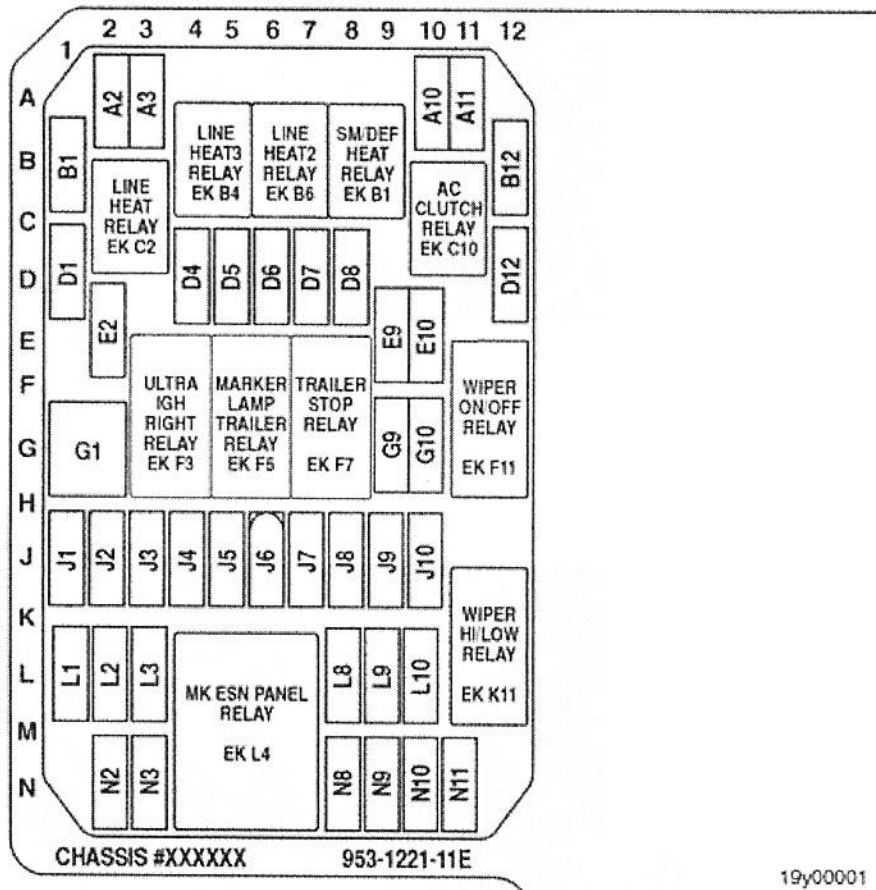 1 2 3 4 5 6 7 8 9 10 11 12
A
A2 A3
A10 A11
B
B1
LINE
HEAT3
RELAY
EK B4
LINE
HEAT2
RELAY
EK B6
SM/DEF
HEAT
RELAY
EK B1
B12
C
LINE
HEAT
RELAY
EK C2
AC
CLUTCH
RELAY
EK C10
D
D1
D4 D5 D6 D7 D8
D12
E
E2
E9 E10
F
ULTRA
IGH
RIGHT
RELAY
EK F3
MARKER
LAMP
TRAILER
RELAY
EK F5
TRAILER
STOP
RELAY
EK F7
WIPER
ON/OFF
RELAY
EK F11
G
G1
G9 G10
H
J
J1 J2 J3 J4 J5 J6 J7 J8 J9 J10
K
WIPER
HI/LOW
RELAY
EK K11
L
L1 L2 L3
MK ESN PANEL
RELAY
EK L4
L8 L9 L10
M
N
N2 N3
N8 N9 N10 N11
CHASSIS #XXXXXX 953-1221-11E
19y00001